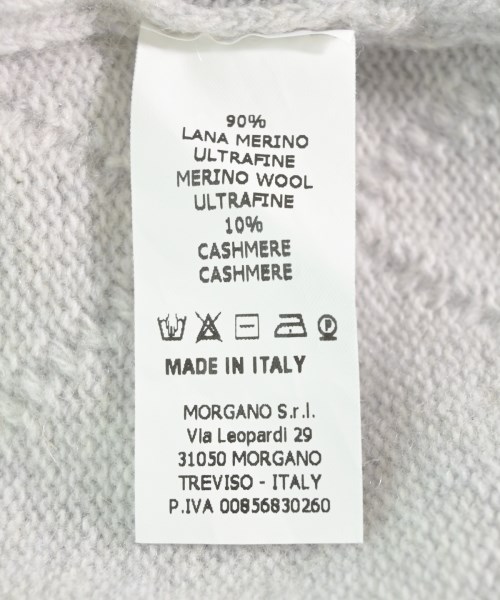 90%
LANA MERINO
ULTRAFINE
MERINO WOOL
ULTRAFINE
10%
CASHMERE
CASHMERE
P
MADE IN ITALY
MORGANO S.r.l.
Via Leopardi 29
31050 MORGANO
TREVISO - ITALY
P.IVA 00856830260